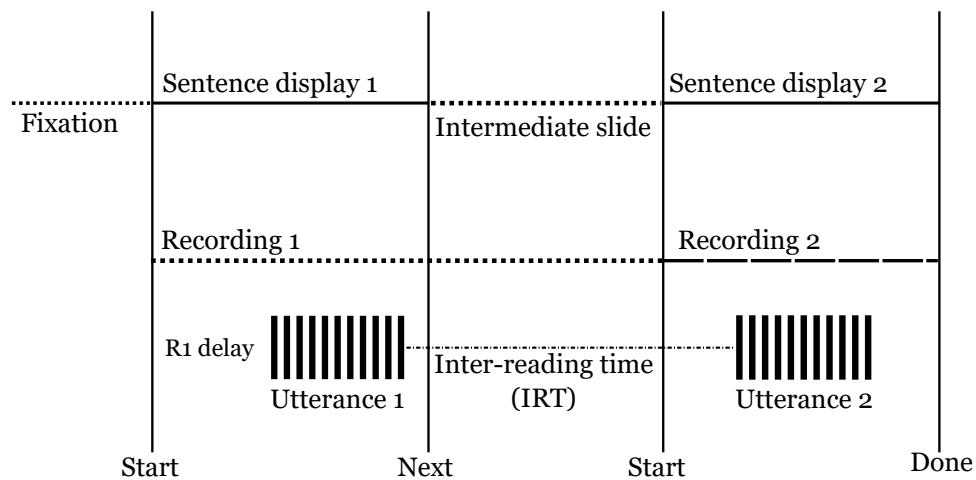 Sentence display 1
Sentence display 2
Fixation
Intermediate slide
Recording 1
Recording 2
R1 delay
Inter-reading time
(IRT)
Utterance 1
Utterance 2
Start
Next
Start
Done